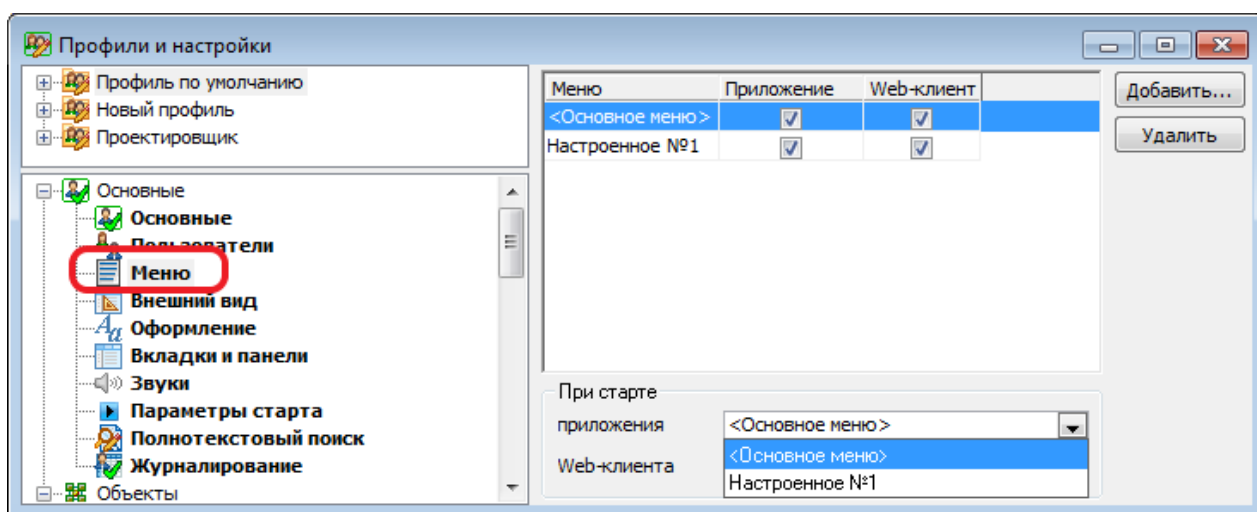 Профили и настройки
Профиль по умолчанию
Новый профиль
Проектировщик
Основные
Основные
Пользователи
Меню
Внешний вид
Оформление
Вкладки и панели
Звуки
Параметры старта
Полнотекстовый поиск
Журналирование
Объекты
Меню Приложение Web-клиент
<Основное меню>
Настроенное №1
При старте
приложения <Основное меню>
<Основное меню>
Web-клиента
Настроенное №1
Добавить...
Удалить